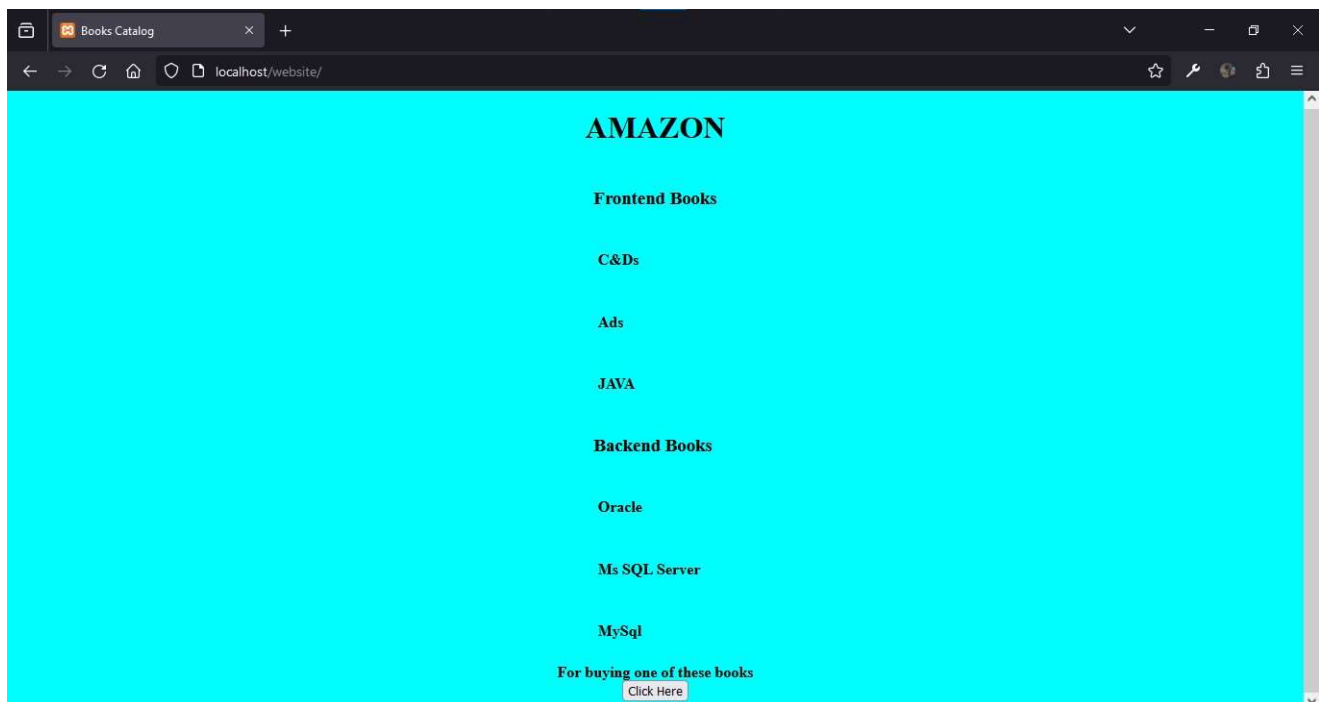 Books Catalog
localhost/website/
AMAZON
Frontend Books
C&Ds
Ads
JAVA
Backend Books
Oracle
Ms SQL Server
MySql
For buying one of these books
Click Here